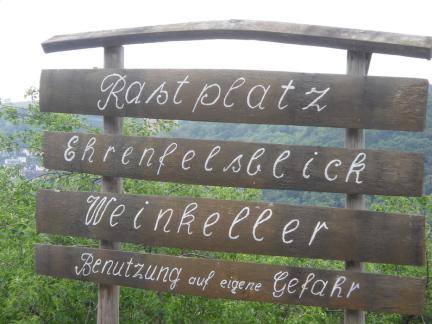 Rastplatz
Ehrenfelsblick
Weinkeller
Benutzung auf eigene Gefahr